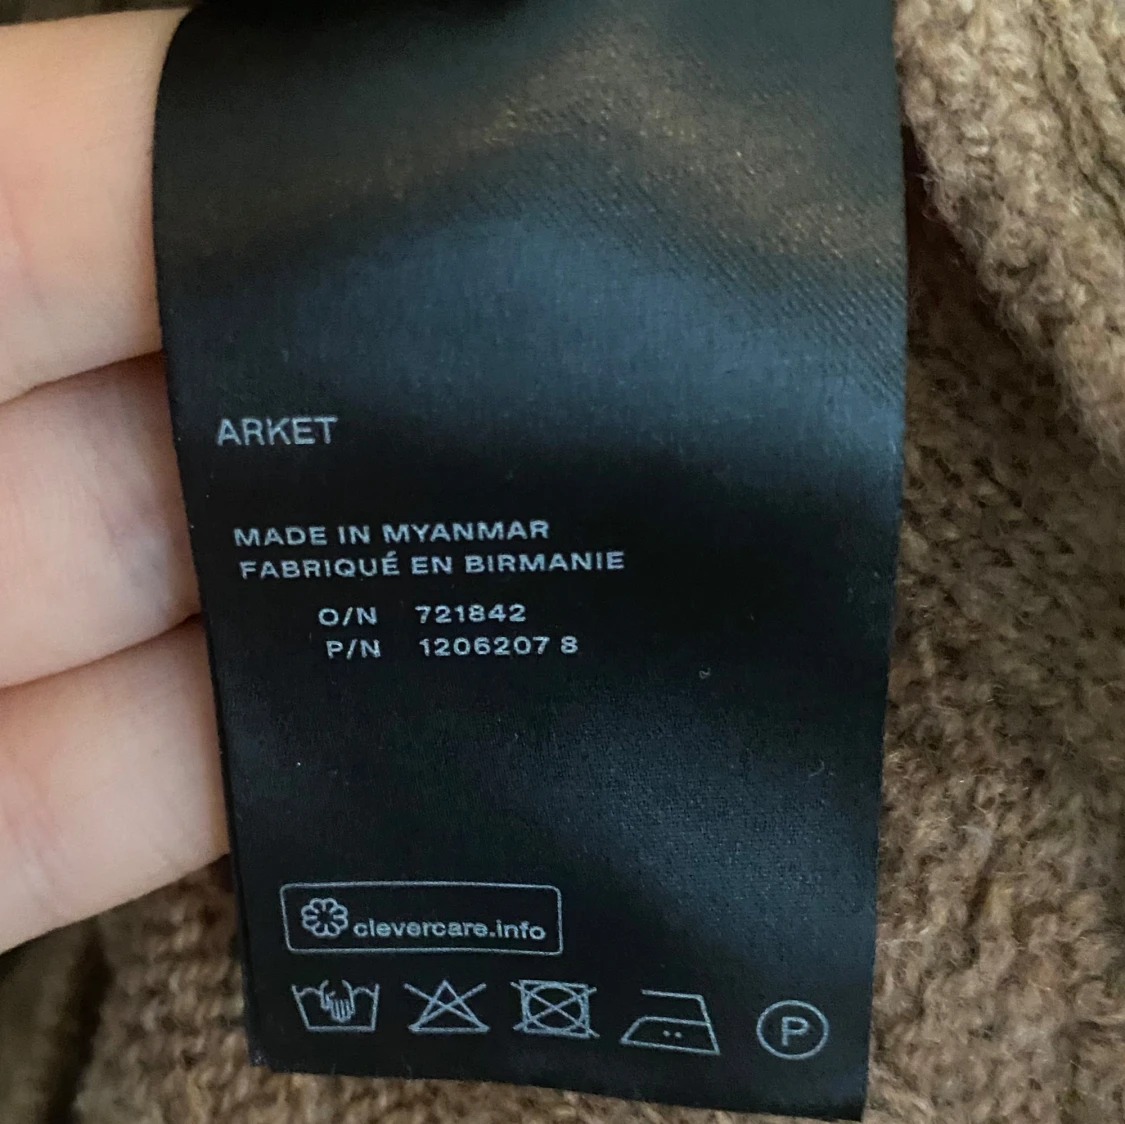 ARKET
MADE IN MYANMAR
FABRIQUÉ EN BIRMANIE
O/N 721842
P/N 1206207 8
clevercare.info
P